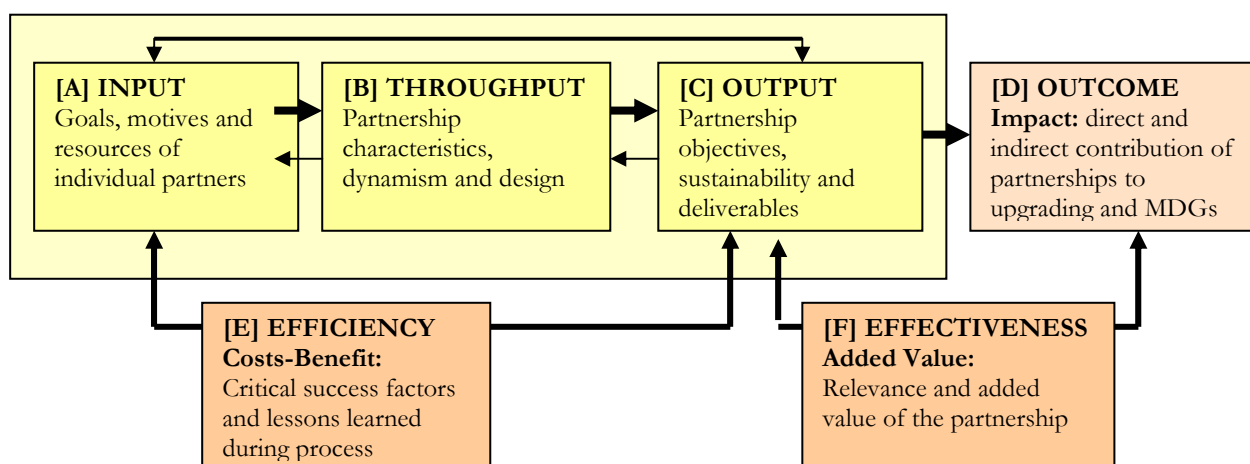 [A] INPUT
Goals, motives and
resources of
individual partners
[B] THROUGHPUT
Partnership
characteristics,
dynamism and design
[C] OUTPUT
Partnership
objectives,
sustainability and
deliverables
[D] OUTCOME
Impact: direct and
indirect contribution of
partnerships to
upgrading and MDGs
[E] EFFICIENCY
Costs-Benefit:
Critical success factors
and lessons learned
during process
[F] EFFECTIVENESS
Added Value:
Relevance and added
value of the partnership